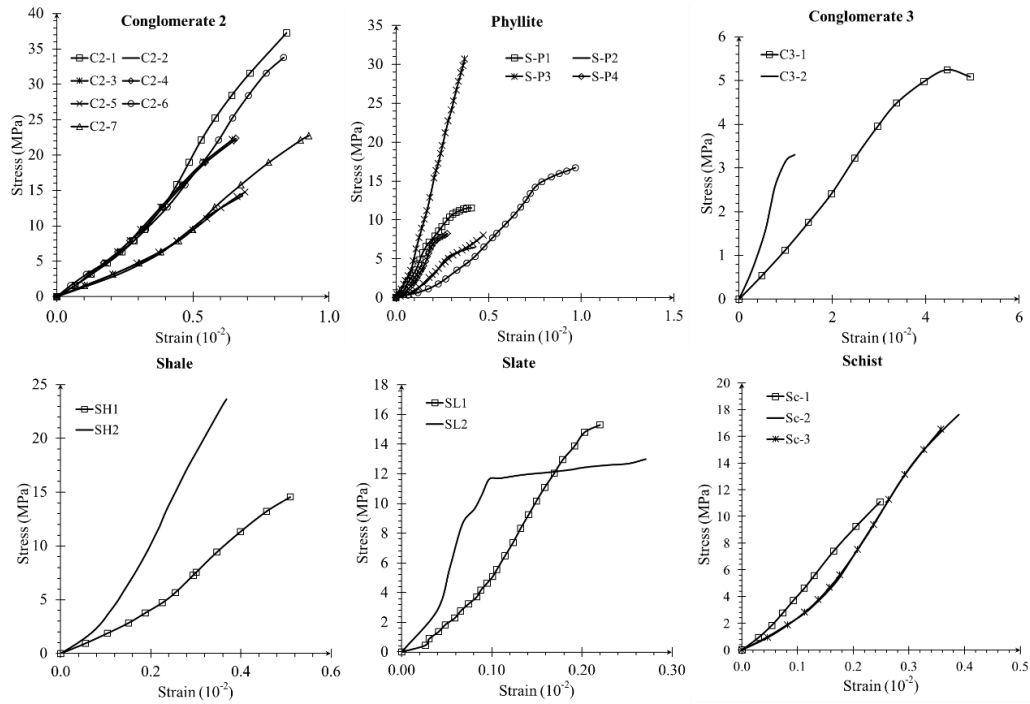 Conglomerate 2
40
35
30
25
20
15
10
5
0
Stress (MPa)
C2-1 C2-2
C2-3 C2-4
C2-5 C2-6
C2-7
0.0 0.5 1.0
Strain (10-2)
Phyllite
35
30
25
20
15
10
5
0
Stress (MPa)
S-P1 S-P2
S-P3 S-P4
0.0 0.5 1.0 1.5
Strain (10-2)
Conglomerate 3
6
5
4
3
2
1
0
Stress (MPa)
C3-1
C3-2
0 2 4 6
Strain (10-2)
Shale
25
20
15
10
5
0
Stress (MPa)
SH1
SH2
0.0 0.2 0.4 0.6
Strain (10-2)
Slate
18
16
14
12
10
8
6
4
2
0
Stress (MPa)
SL1
SL2
0.00 0.10 0.20 0.30
Strain (10-2)
Schist
20
18
16
14
12
10
8
6
4
2
0
Stress (MPa)
Sc-1
Sc-2
Sc-3
0.0 0.1 0.2 0.3 0.4 0.5
Strain (10-2)